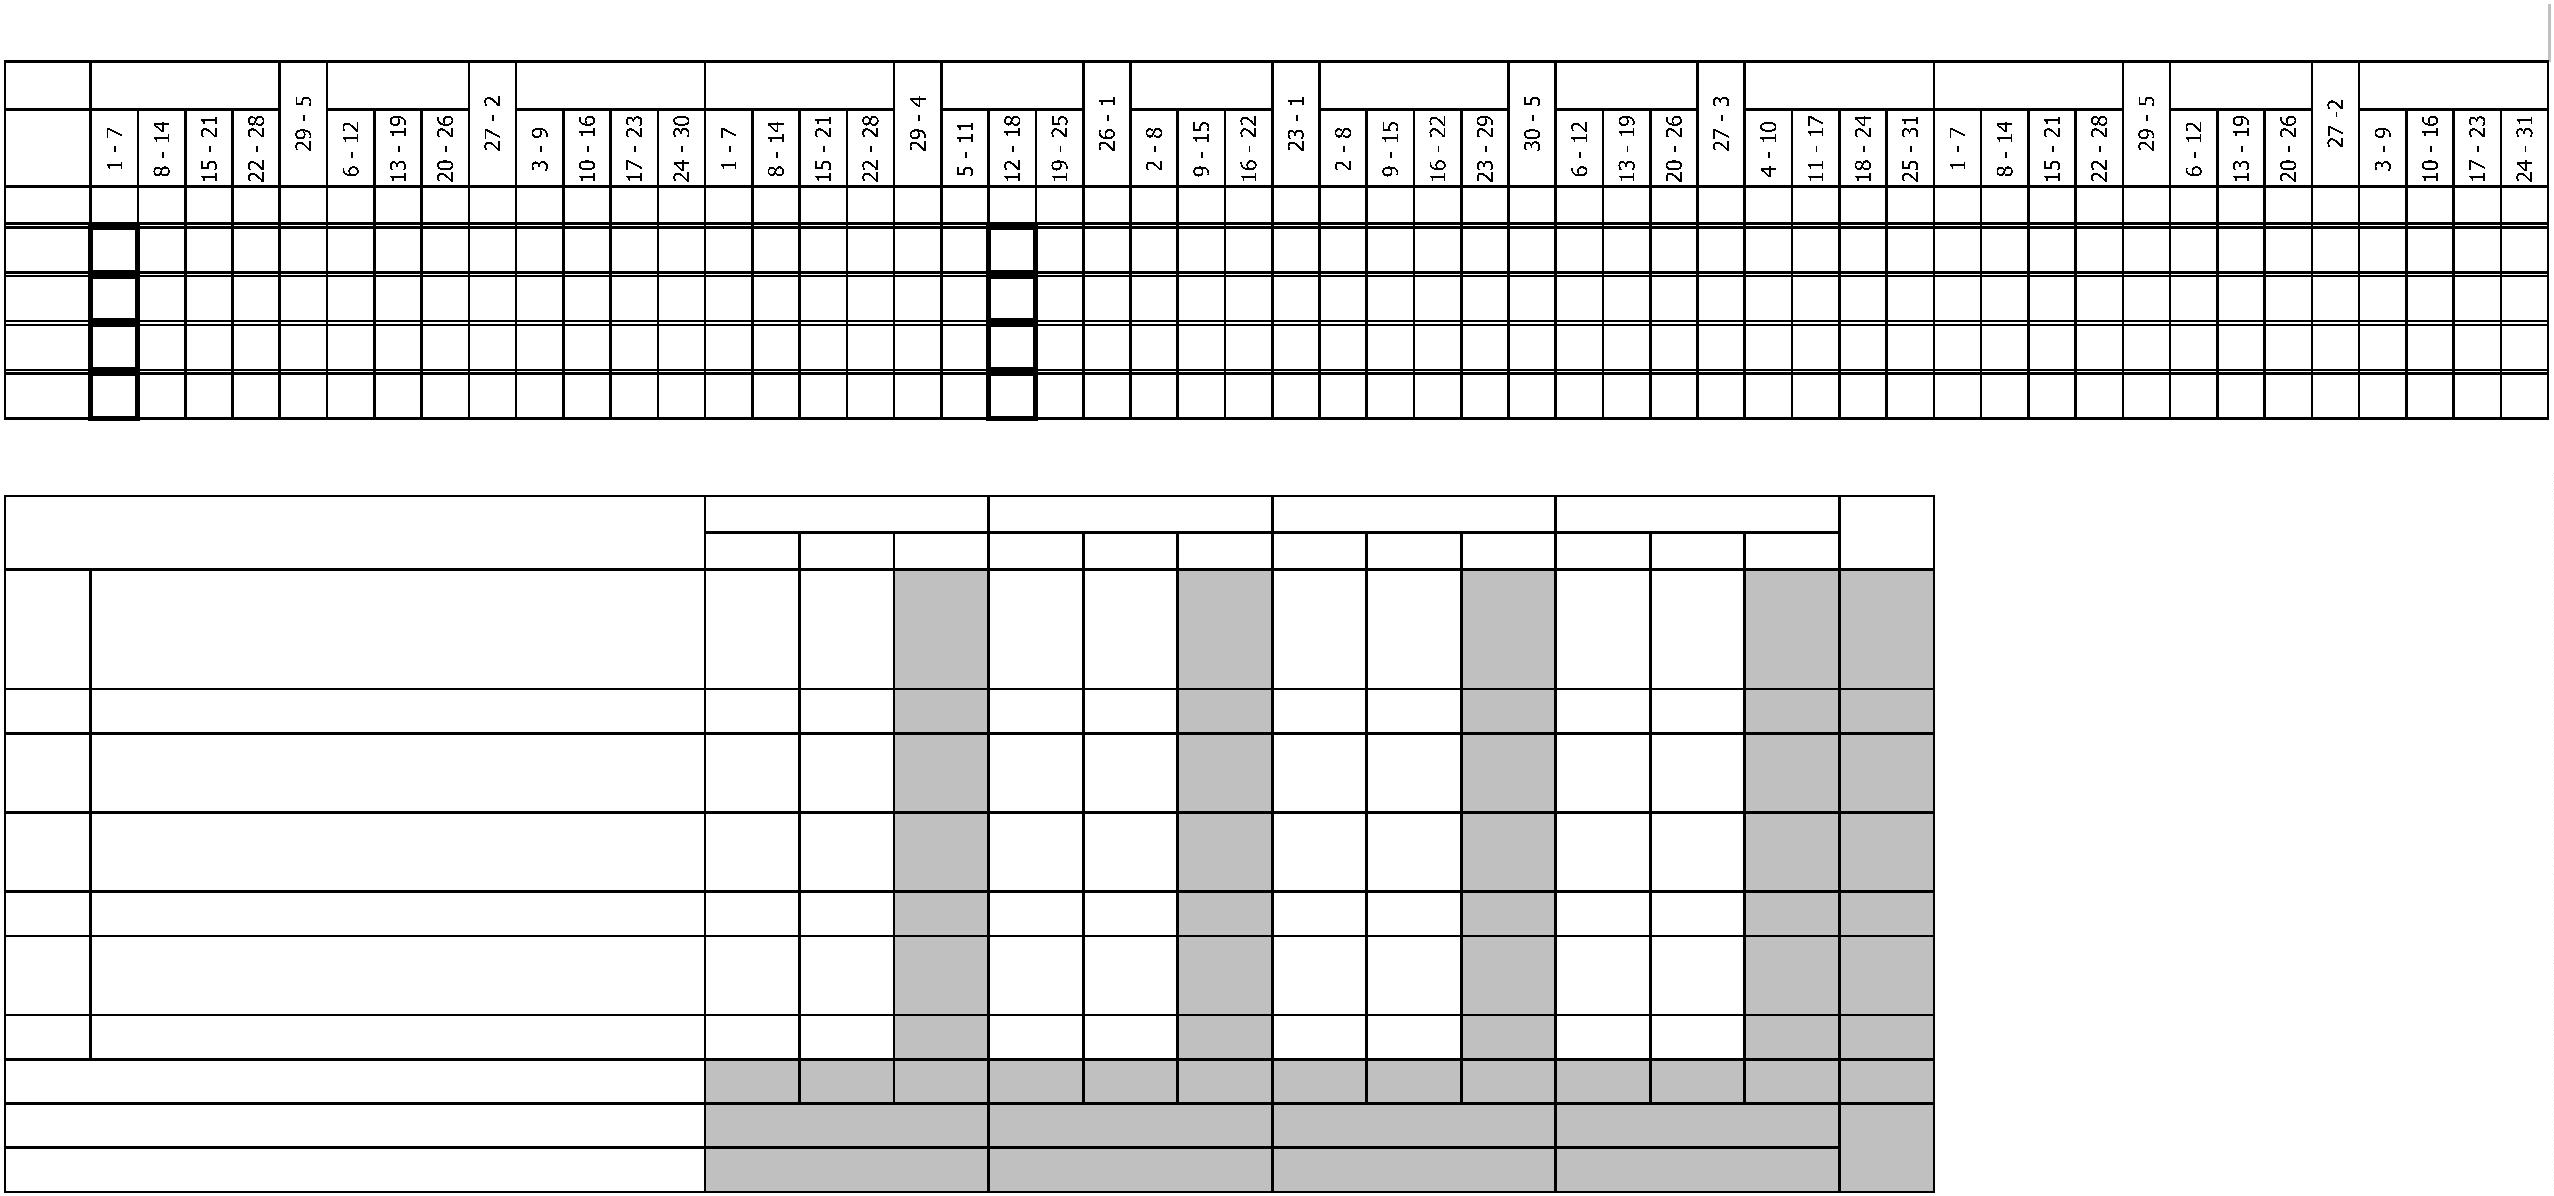 1 - 7
8 - 14
15 - 21
22 - 28
29 - 5
6 - 12
13 - 19
20 - 26
27 - 2
3 - 9
10 - 16
17 - 23
24 - 30
1 - 7
8 - 14
15 - 21
22 - 28
29 - 4
5 - 11
12 - 18
19 - 25
26 - 1
2 - 8
9 - 15
16 - 22
23 - 1
2 - 8
9 - 15
16 - 22
23 - 29
30 - 5
6 - 12
13 - 19
20 - 26
27 - 3
4 - 10
11 - 17
18 - 24
25 - 31
1 - 7
8 - 14
15 - 21
22 - 28
29 - 5
6 - 12
13 - 19
20 - 26
27 -2
3 - 9
10 - 16
17 - 23
24 - 31